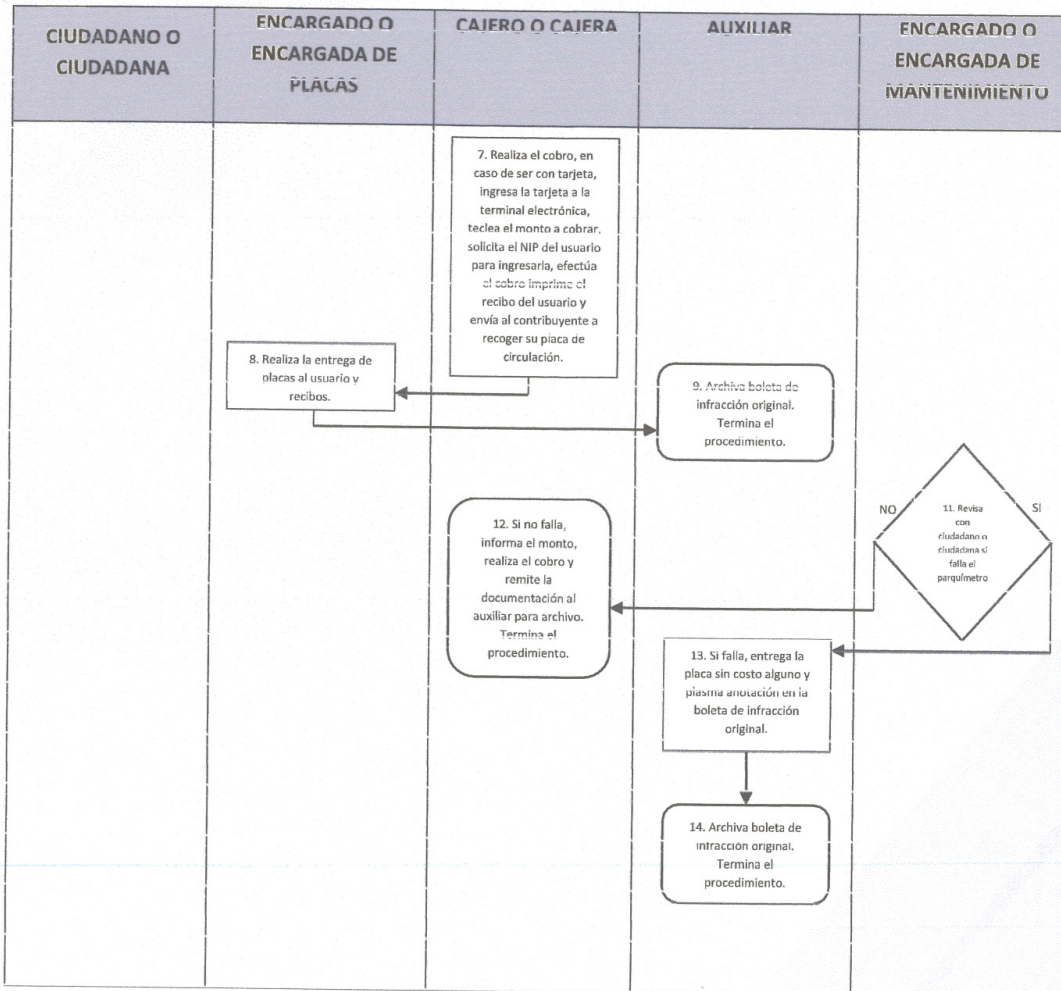 CIUDADANO O
CIUDADANA
ENCARGADO O
ENCARGADA DE
PLACAS
CAJERO O CAJERA
AUXILIAR
ENCARGADO O
ENCARGADA DE
MANTENIMIENTO
7. Realiza el cobro, en
caso de ser con tarjeta,
ingresa la tarjeta a la
terminal electrónica,
teclea el monto a cobrar,
solicita el NIP del usuario
para ingresarla, efectúa
el cobro imprime el
recibo del usuario y
envía al contribuyente a
recoger su placa de
circulación.
8. Realiza la entrega de
placas al usuario y
recibos.
9. Archiva boleta de
infracción original.
Termina el
procedimiento.
NO
11. Revisa
con
ciudadano o
ciudadana si
falla el
parquímetro
SI
12. Si no falla,
informa el monto,
realiza el cobro y
remite la
documentación al
auxiliar para archivo.
Termina el
procedimiento.
13. Si falla, entrega la
placa sin costo alguno y
plasma anotación en la
boleta de infracción
original.
14. Archiva boleta de
infracción original.
Termina el
procedimiento.